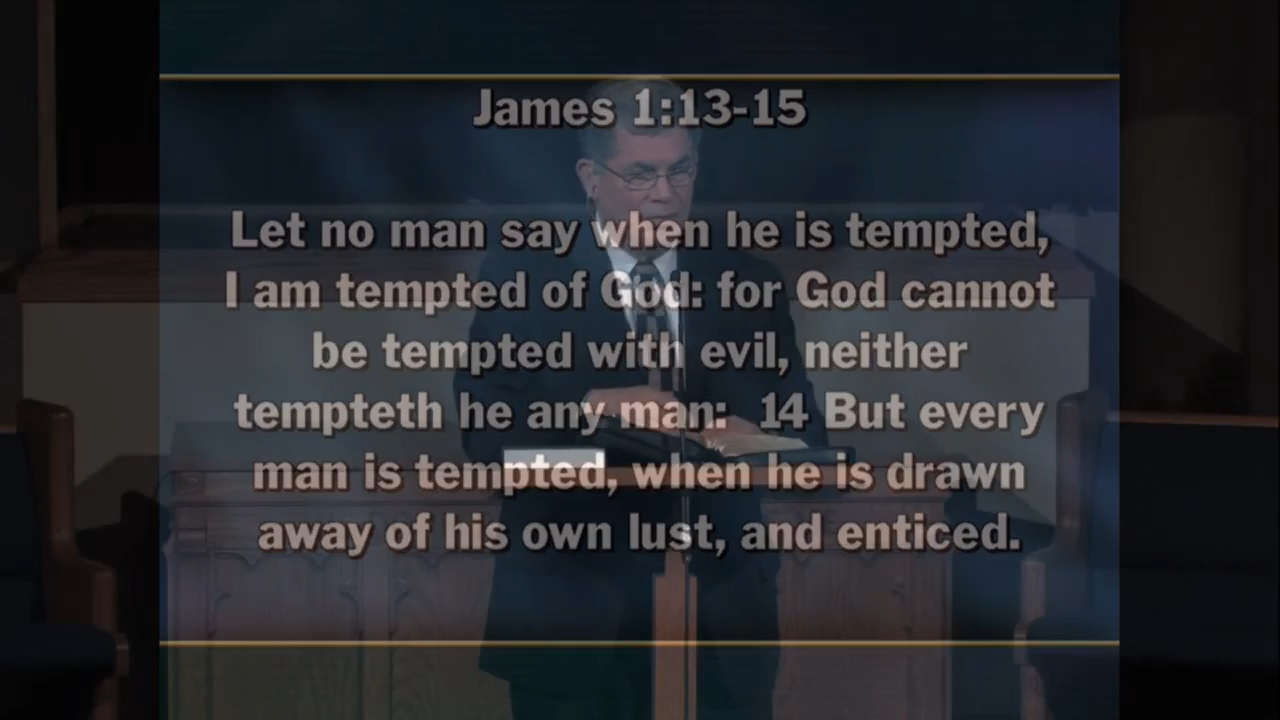 James 1:13-15
Let no man say when he is tempted,
I am tempted of God: for God cannot
be tempted with evil, neither
tempteth he any man: 14 But every
man is tempted, when he is drawn
away of his own lust, and enticed.